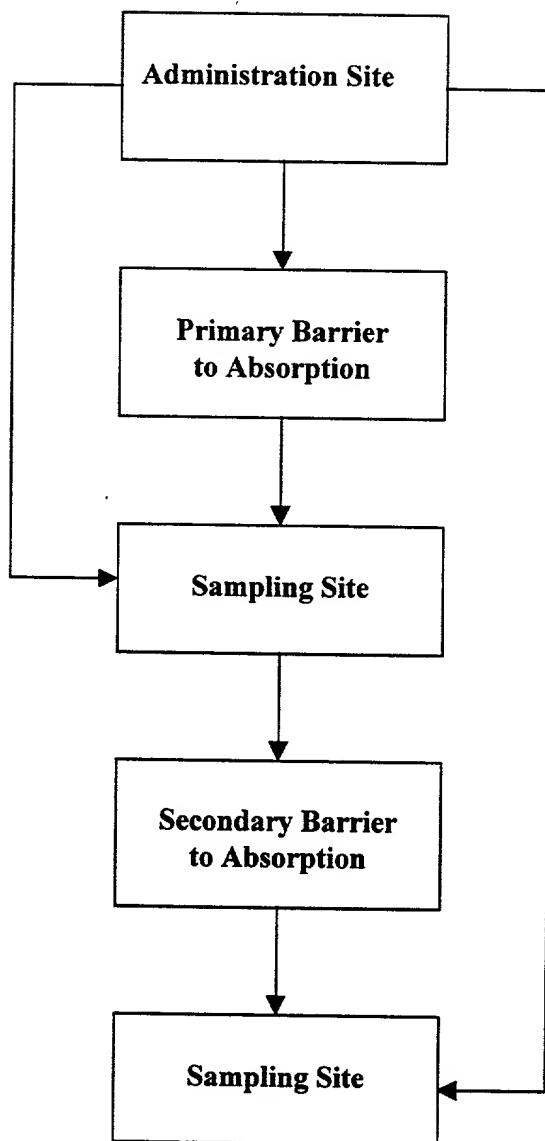 Administration Site
Primary Barrier
to Absorption
Sampling Site
Secondary Barrier
to Absorption
Sampling Site